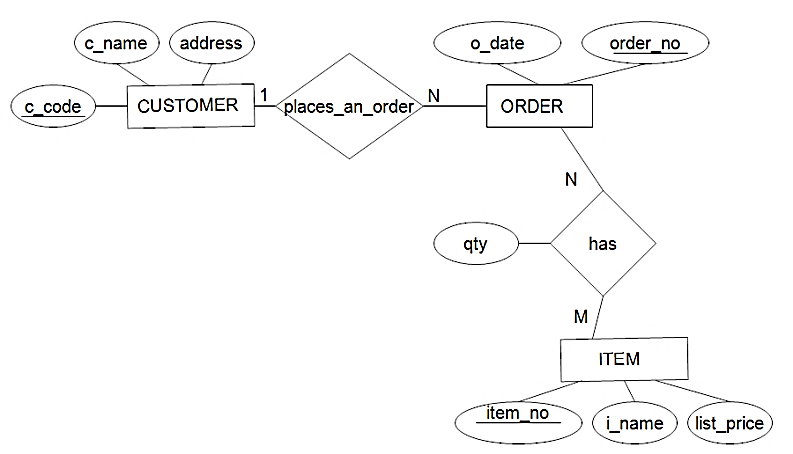 c_name
address
o_date
order_no
c_code
CUSTOMER
1
places_an_order
N
ORDER
N
qty
has
M
ITEM
item_no
i_name
list_price